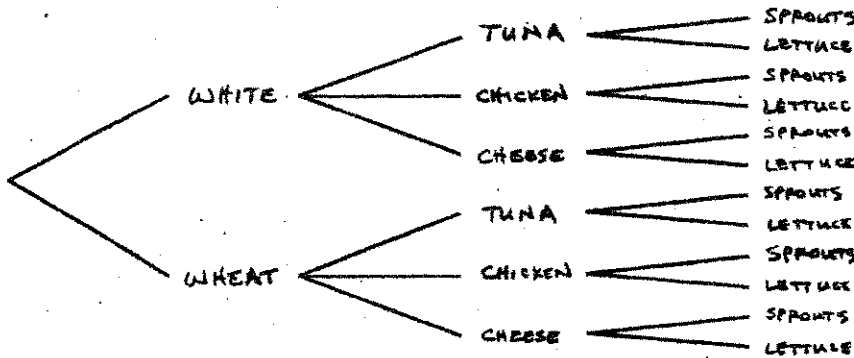 SPROUTS
TUNA
LETTUCE
SPROUTS
WHITE
CHICKEN
LETTUCE
SPROUTS
CHEESE
LETTUCE
SPROUTS
TUNA
LETTUCE
SPROUTS
WHEAT
CHICKEN
LETTUCE
SPROUTS
CHEESE
LETTUCE